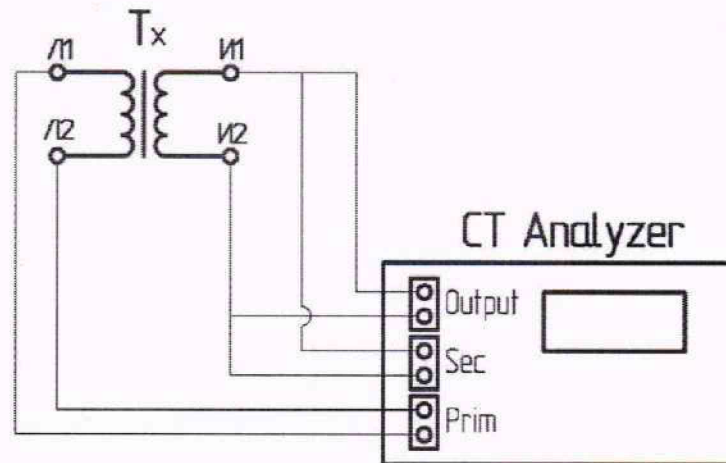 Tx
Л1
И1
Л2
И2
CT Analyzer
Output
Sec
Prim